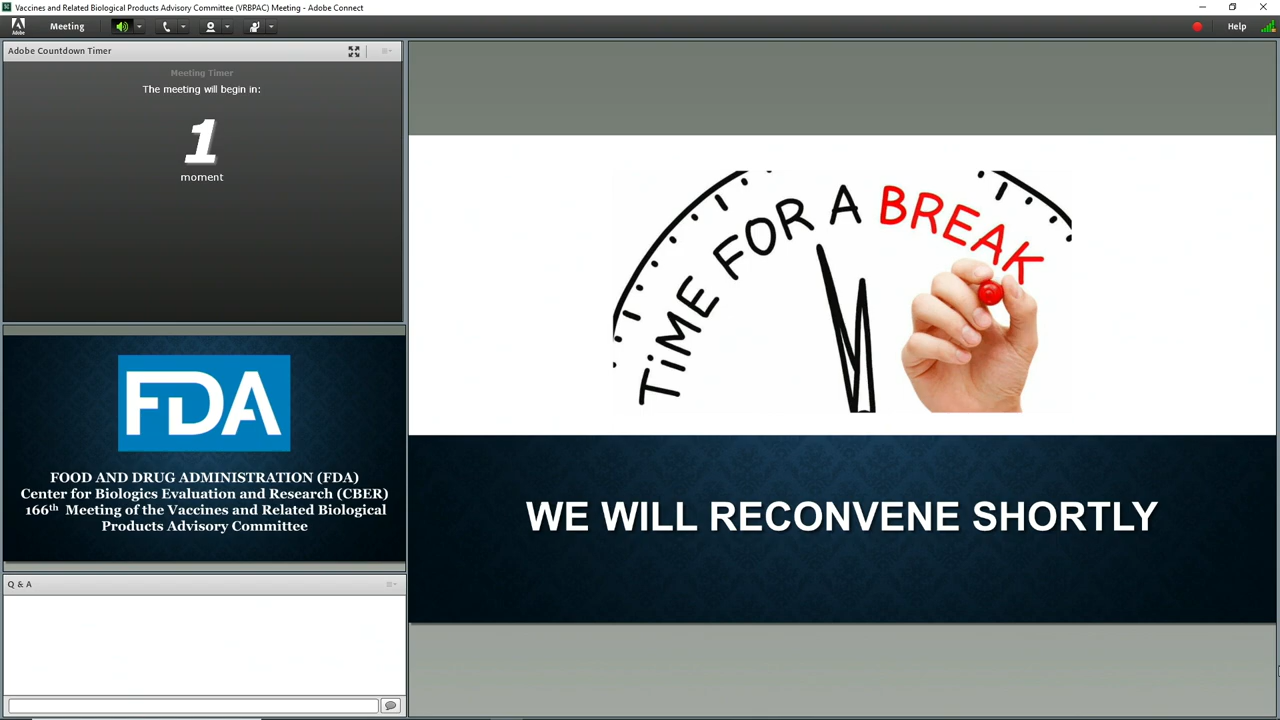 Vaccines and Related Biological Products Advisory Committee (VRBPAC) Meeting - Adobe Connect
Meeting
Help
Adobe Countdown Timer
Meeting Timer
The meeting will begin in:
1
moment
FDA
FOOD AND DRUG ADMINISTRATION (FDA)
Center for Biologics Evaluation and Research (CBER)
166th Meeting of the Vaccines and Related Biological
Products Advisory Committee
Q & A
TiME FOR A BREAK
WE WILL RECONVENE SHORTLY